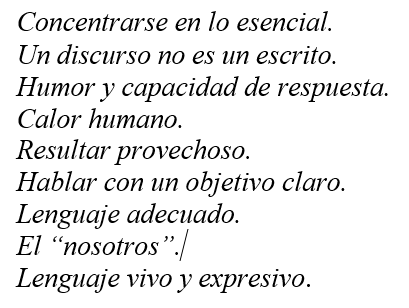 Concentrarse en lo esencial.
Un discurso no es un escrito.
Humor y capacidad de respuesta.
Calor humano.
Resultar provechoso.
Hablar con un objetivo claro.
Lenguaje adecuado.
El “nosotros”.
Lenguaje vivo y expresivo.